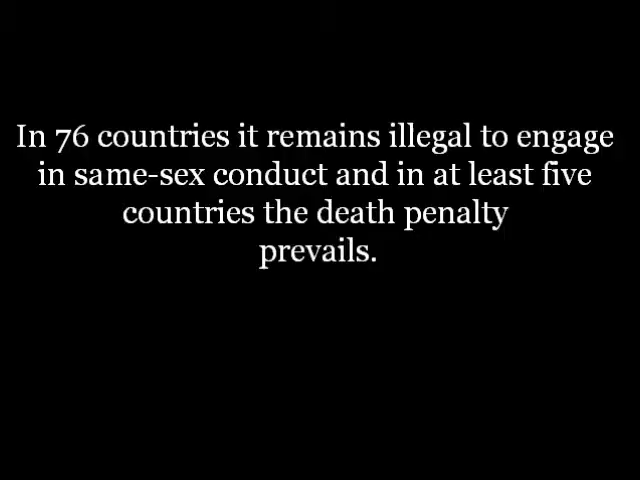 In 76 countries it remains illegal to engage
in same-sex conduct and in at least five
countries the death penalty
prevails.